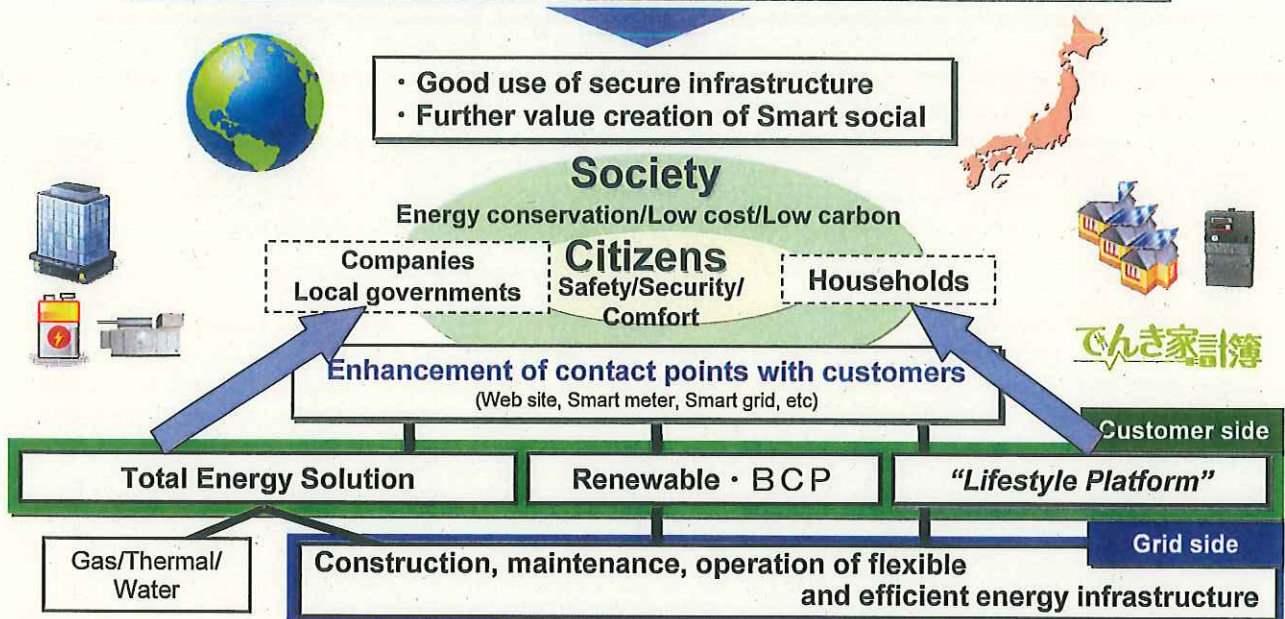 ・Good use of secure infrastructure
・Further value creation of Smart social
Society
Energy conservation/Low cost/Low carbon
Companies
Local governments
Citizens
Safety/Security/
Comfort
Households
でんき家計簿
Enhancement of contact points with customers
(Web site, Smart meter, Smart grid, etc)
Customer side
Total Energy Solution
Renewable・BCP
"Lifestyle Platform"
Grid side
Gas/Thermal/
Water
Construction, maintenance, operation of flexible
and efficient energy infrastructure